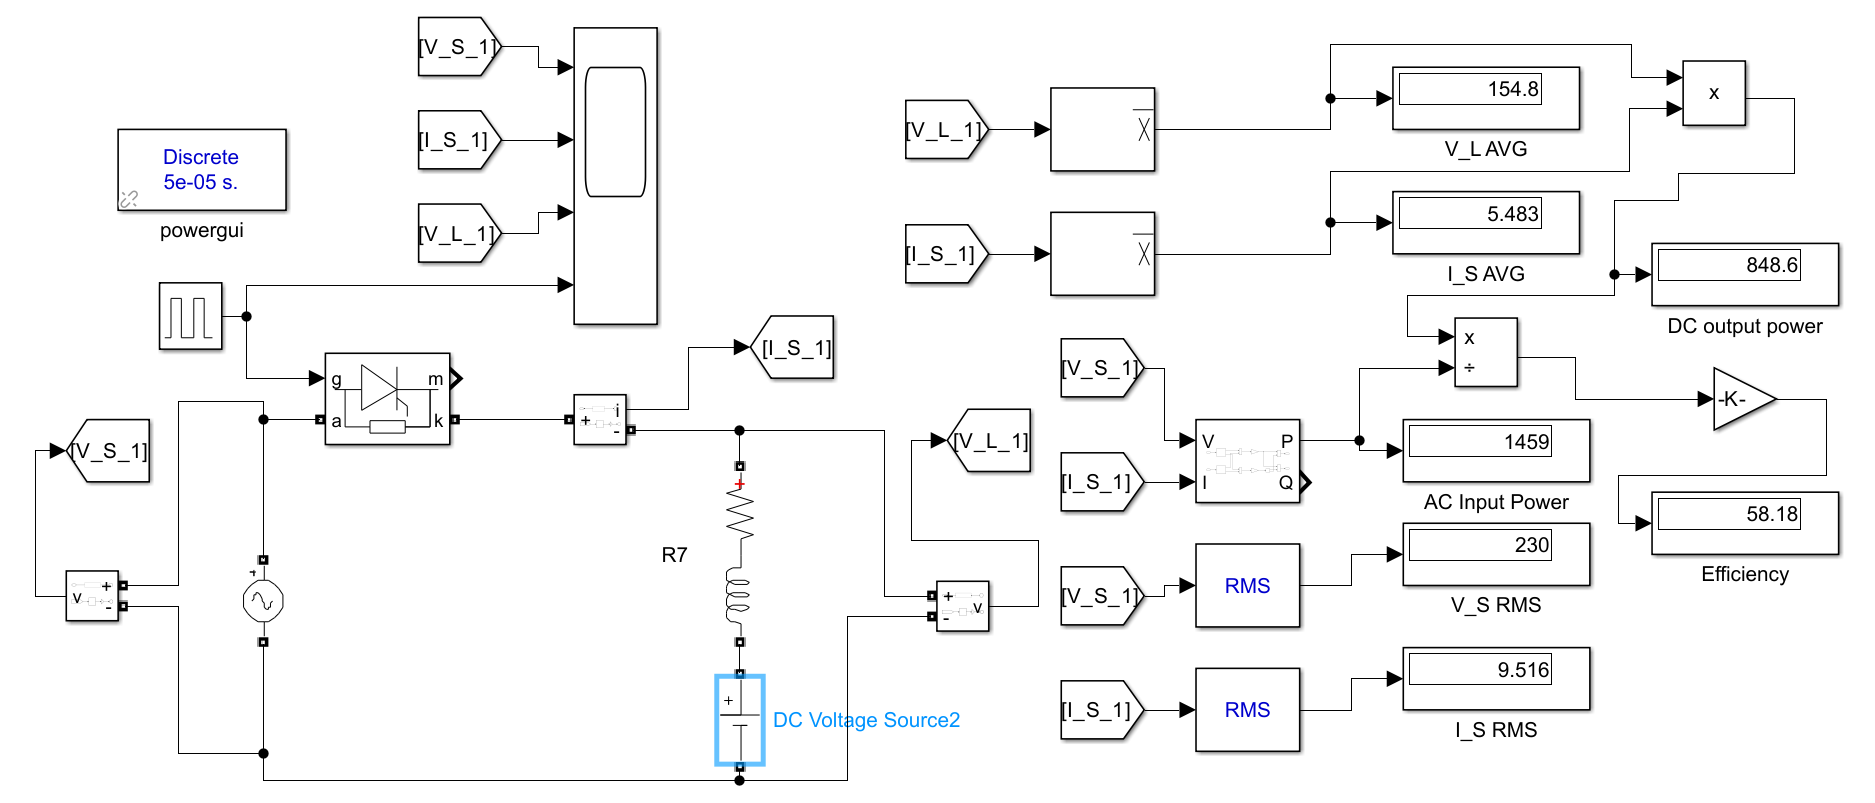 [V_S_1]
[I_S_1]
[V_L_1]
Discrete
5e-05 s.
powergui
g
m
a
k
[I_S_1]
+
i
-
[V_S_1]
v
+
-
+
+
R7
+
DC Voltage Source2
[V_L_1]
+
-
v
[V_L_1]
X
154.8
V_L AVG
x
[I_S_1]
X
5.483
I_S AVG
848.6
DC output power
x
÷
-K-
[V_S_1]
[I_S_1]
V
P
I
Q
1459
AC Input Power
58.18
Efficiency
[V_S_1]
RMS
230
V_S RMS
[I_S_1]
RMS
9.516
I_S RMS